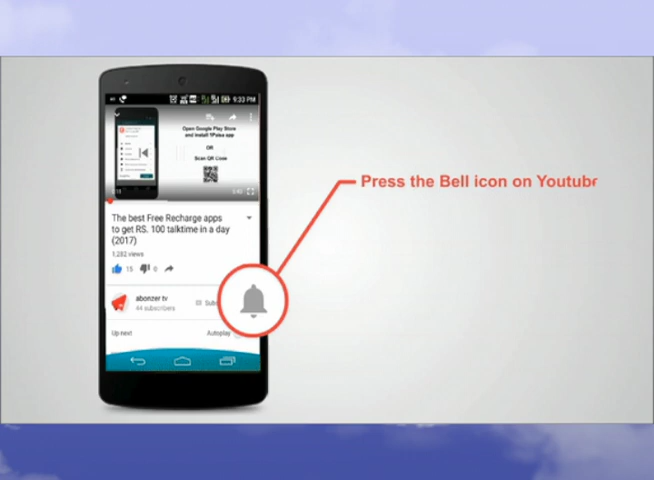 9:33 PM
Open Google Play Store
and install
app
OR
Scan QR Code
Press the Bell icon on Youtube
The best Free Recharge apps
to get RS. 100 talktime in a day
(2017)
1,282 views
15 0
abonzer tv
44 subscribers
Up next Autoplay